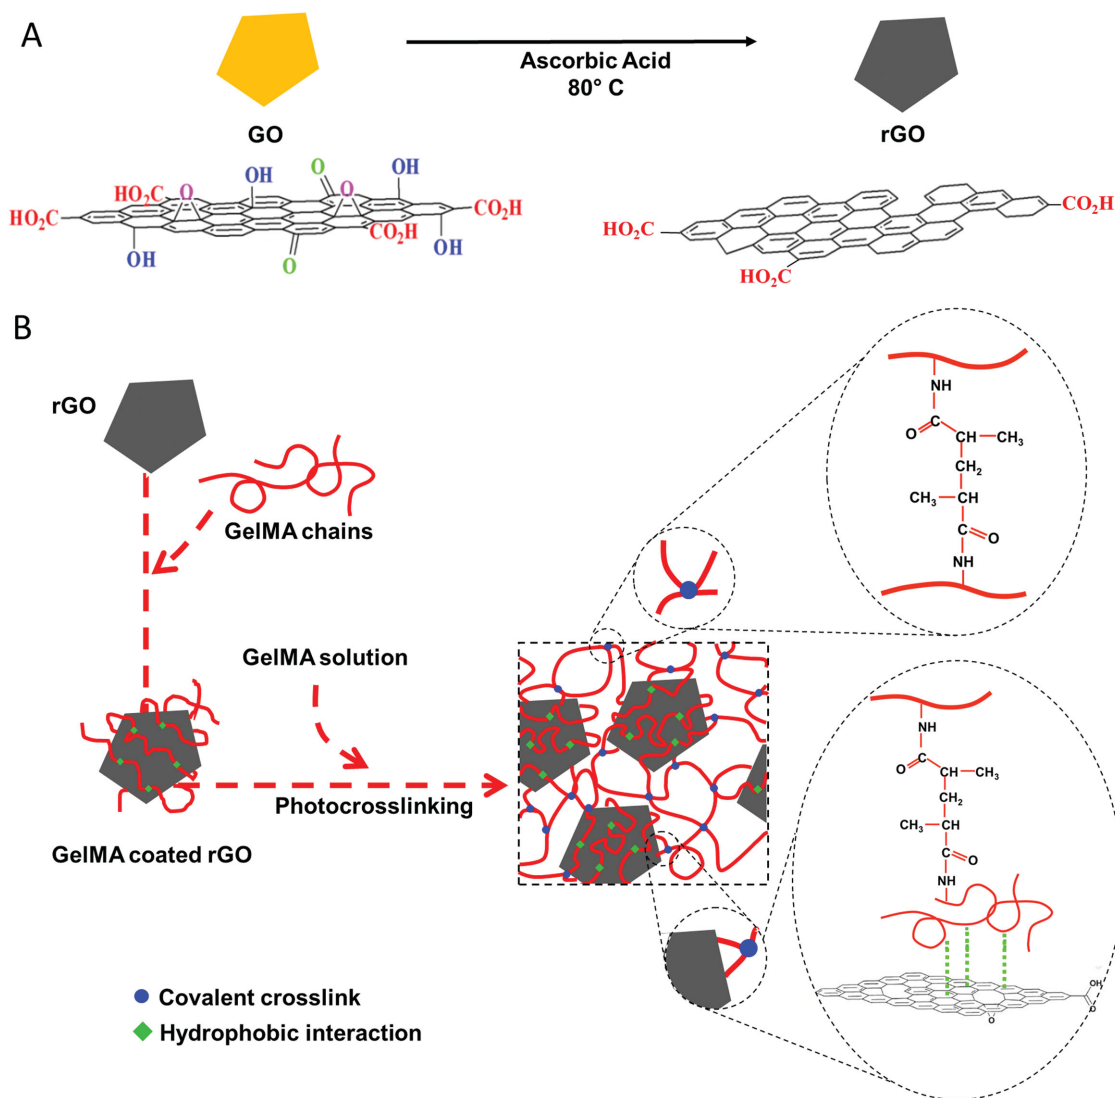 A
Ascorbic Acid
80° C
GO
rGO
OH
O
O
OH
HO₂C
O
HO₂C
CO₂H
CO₂H
OH
O
OH
CO₂H
HO₂C
HO₂C
B
rGO
GelMA chains
GelMA solution
Photocrosslinking
GelMA coated rGO
Covalent crosslink
Hydrophobic interaction
NH
C
O
CH
CH₃
CH₂
CH₃
CH
C
O
NH
NH
C
O
CH
CH₃
CH₂
CH₃
CH
C
O
NH
OH
O
O